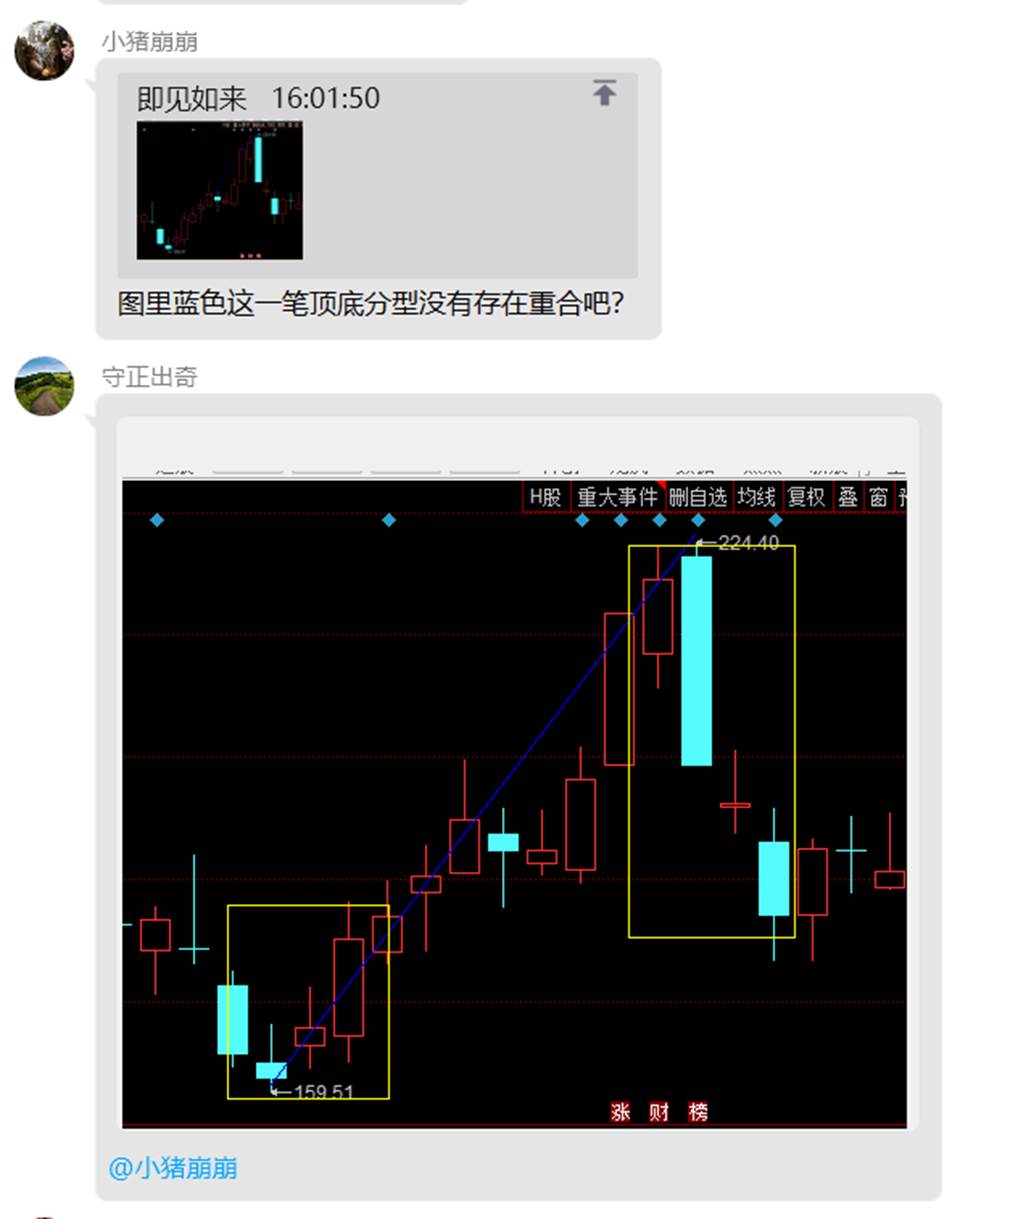 小猪崩崩
即见如来 16:01:50
图里蓝色这一笔顶底分型没有存在重合吧?
守正出奇
H股 重大事件 删自选 均线 复权 叠 窗
←224.40
←159.51
涨 财 榜
@小猪崩崩